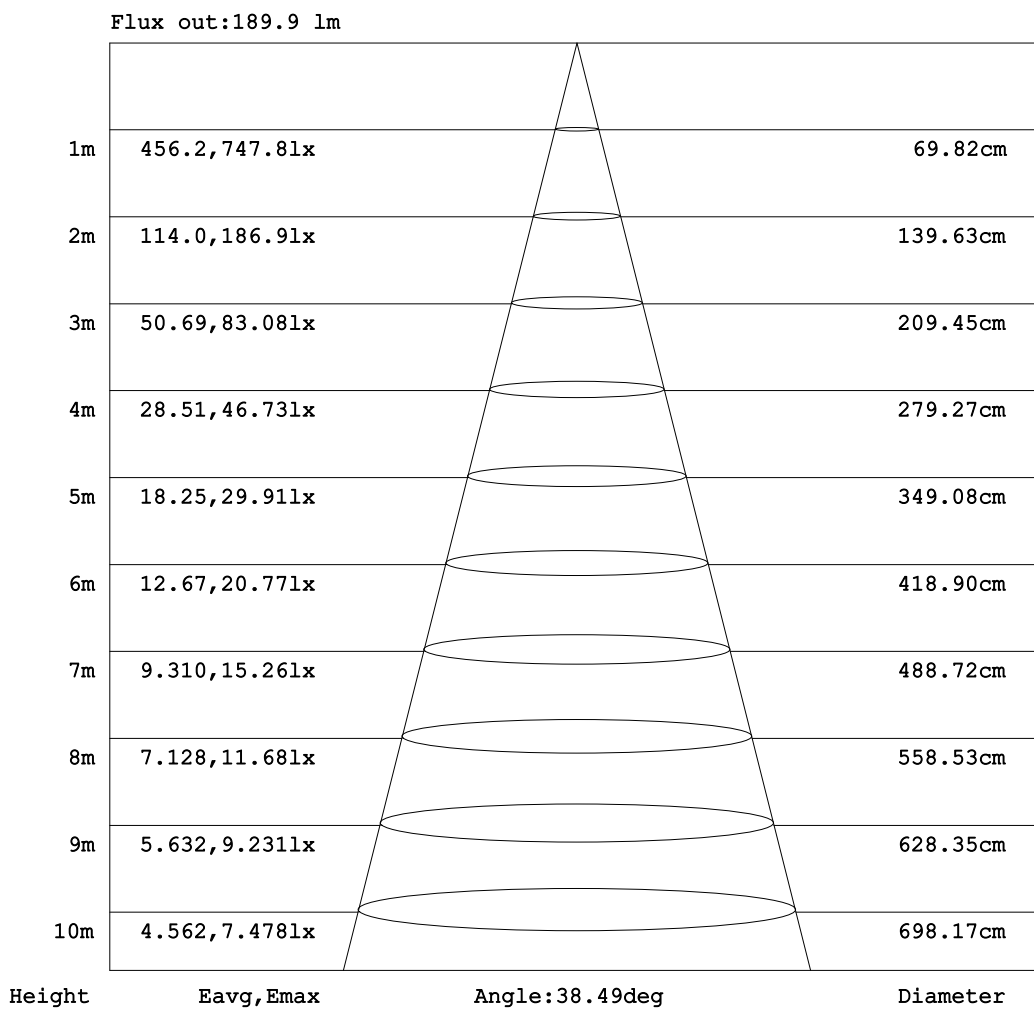 Flux out:189.9 lm
1m 456.2,747.8lx 69.82cm
2m 114.0,186.9lx 139.63cm
3m 50.69,83.08lx 209.45cm
4m 28.51,46.73lx 279.27cm
5m 18.25,29.91lx 349.08cm
6m 12.67,20.77lx 418.90cm
7m 9.310,15.26lx 488.72cm
8m 7.128,11.68lx 558.53cm
9m 5.632,9.231lx 628.35cm
10m 4.562,7.478lx 698.17cm
Height Eavg,Emax Angle:38.49deg Diameter